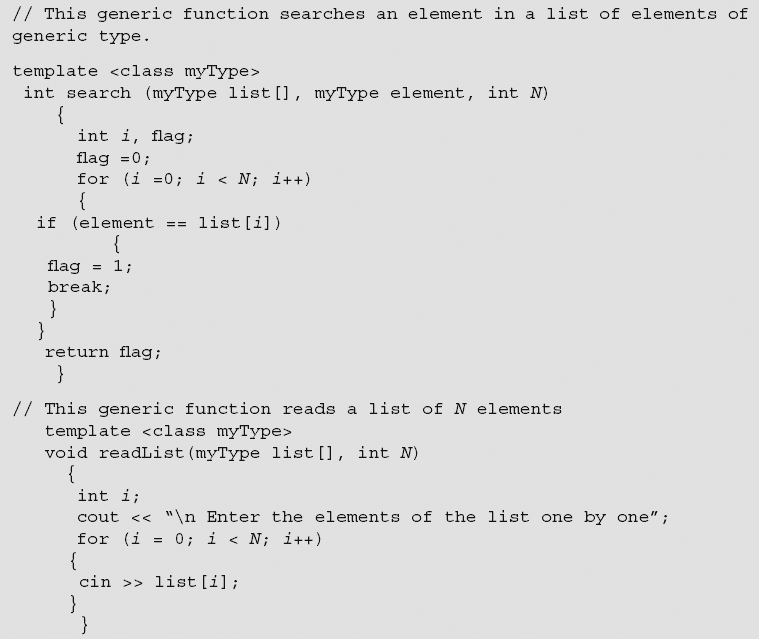 // This generic function searches an element in a list of elements of
generic type.
template <class myType>
int search (myType list[], myType element, int N)
{
int i, flag;
flag =0;
for (i =0; i < N; i++)
{
if (element == list[i])
{
flag = 1;
break;
}
}
return flag;
}
// This generic function reads a list of N elements
template <class myType>
void readList(myType list[], int N)
{
int i;
cout << “\n Enter the elements of the list one by one”;
for (i = 0; i < N; i++)
{
cin >> list[i];
}
}